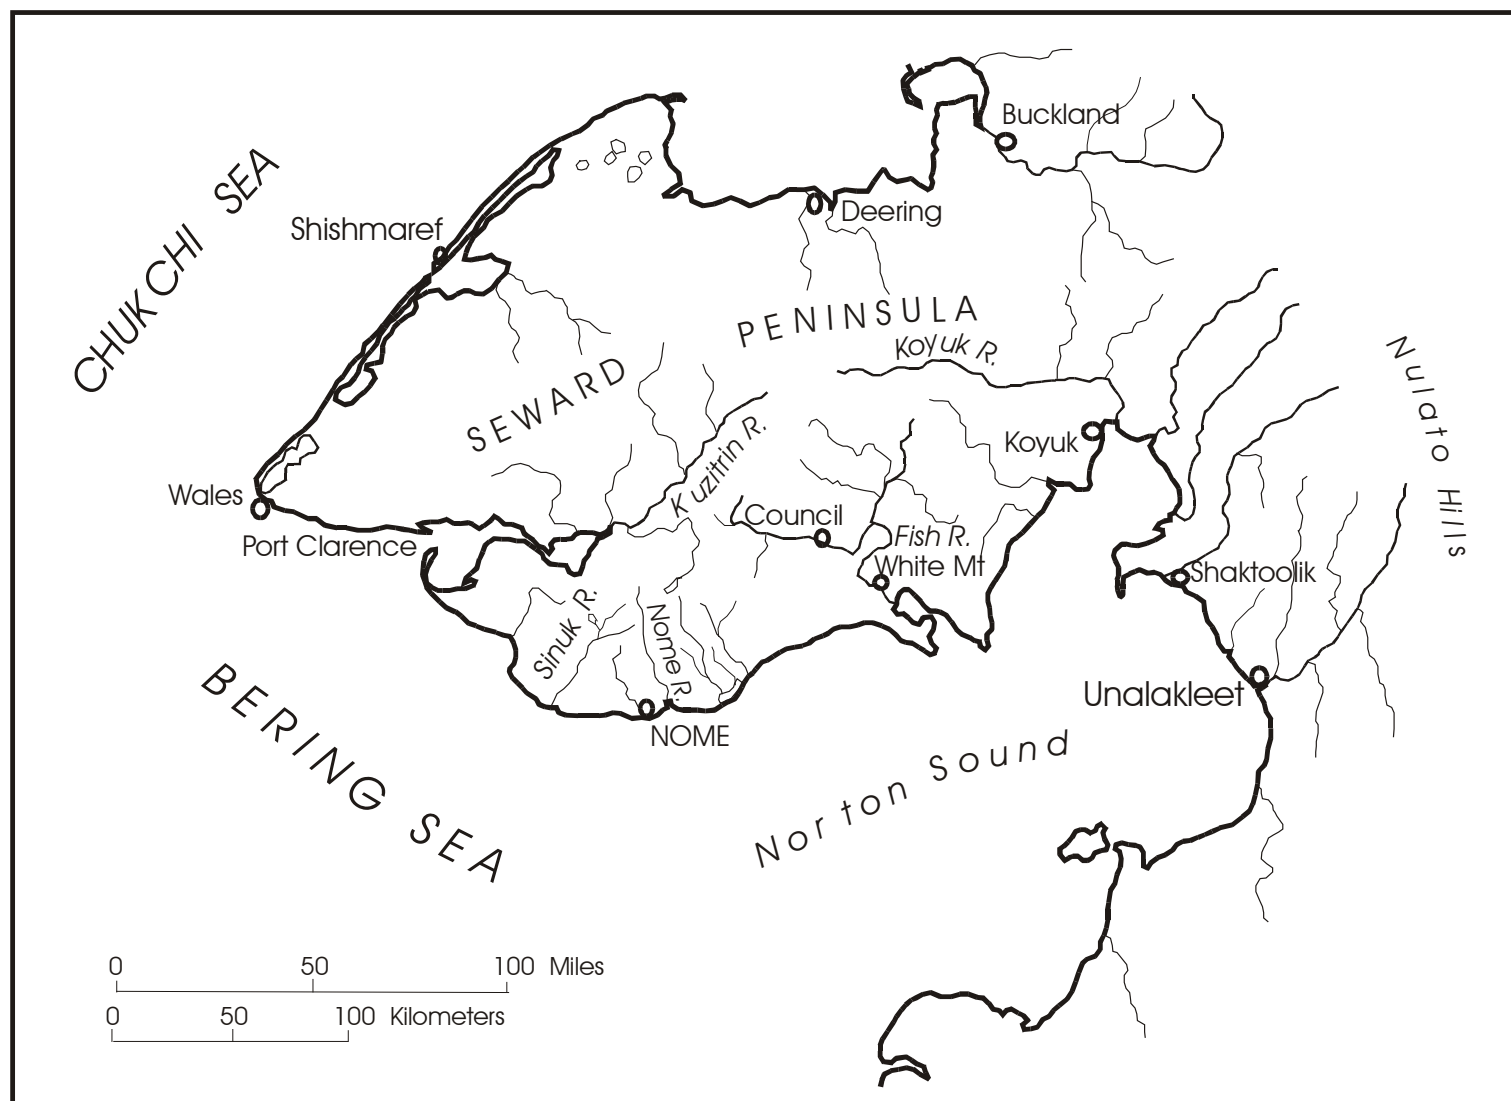 Buckland
CHUKCHI SEA
Deering
Shishmaref
PENINSULA
Koyuk R.
SEWARD
Nulato Hills
Koyuk
Kuzitrin R.
Wales
Council
Port Clarence
Fish R.
White Mt
Shaktoolik
Sinuk R.
Nome R.
BERING SEA
Unalakleet
NOME
Norton Sound
0 50 100 Miles
0 50 100 Kilometers